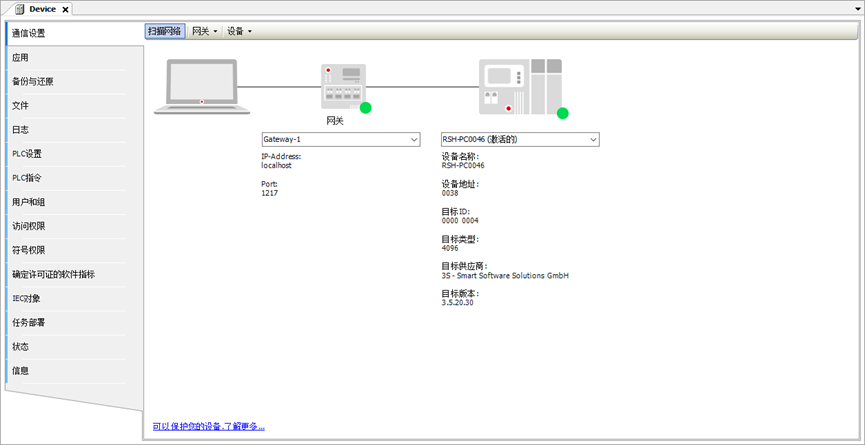 Device
通信设置
应用
备份与还原
文件
日志
PLC设置
PLC指令
用户和组
访问权限
符号权限
确定许可证的软件指标
IEC对象
任务部署
状态
信息
扫描网络 网关 设备
网关
Gateway-1
IP-Address:
localhost
Port:
1217
RSH-PC0046 (激活的)
设备名称:
RSH-PC0046
设备地址:
0038
目标ID:
0000 0004
目标类型:
4096
目标供应商:
3S - Smart Software Solutions GmbH
目标版本:
3.5.20.30
可以保护您的设备.了解更多...